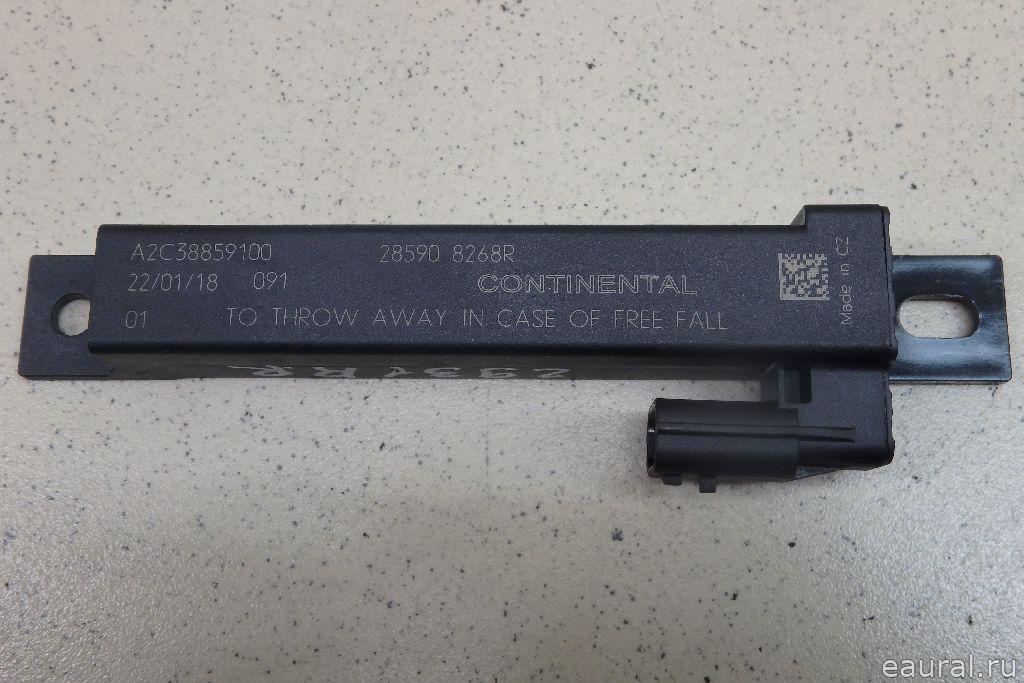 A2C38859100 28590 8268R
22/01/18 091 CONTINENTAL
01 TO THROW AWAY IN CASE OF FREE FALL
Made in CZ
eaural.ru